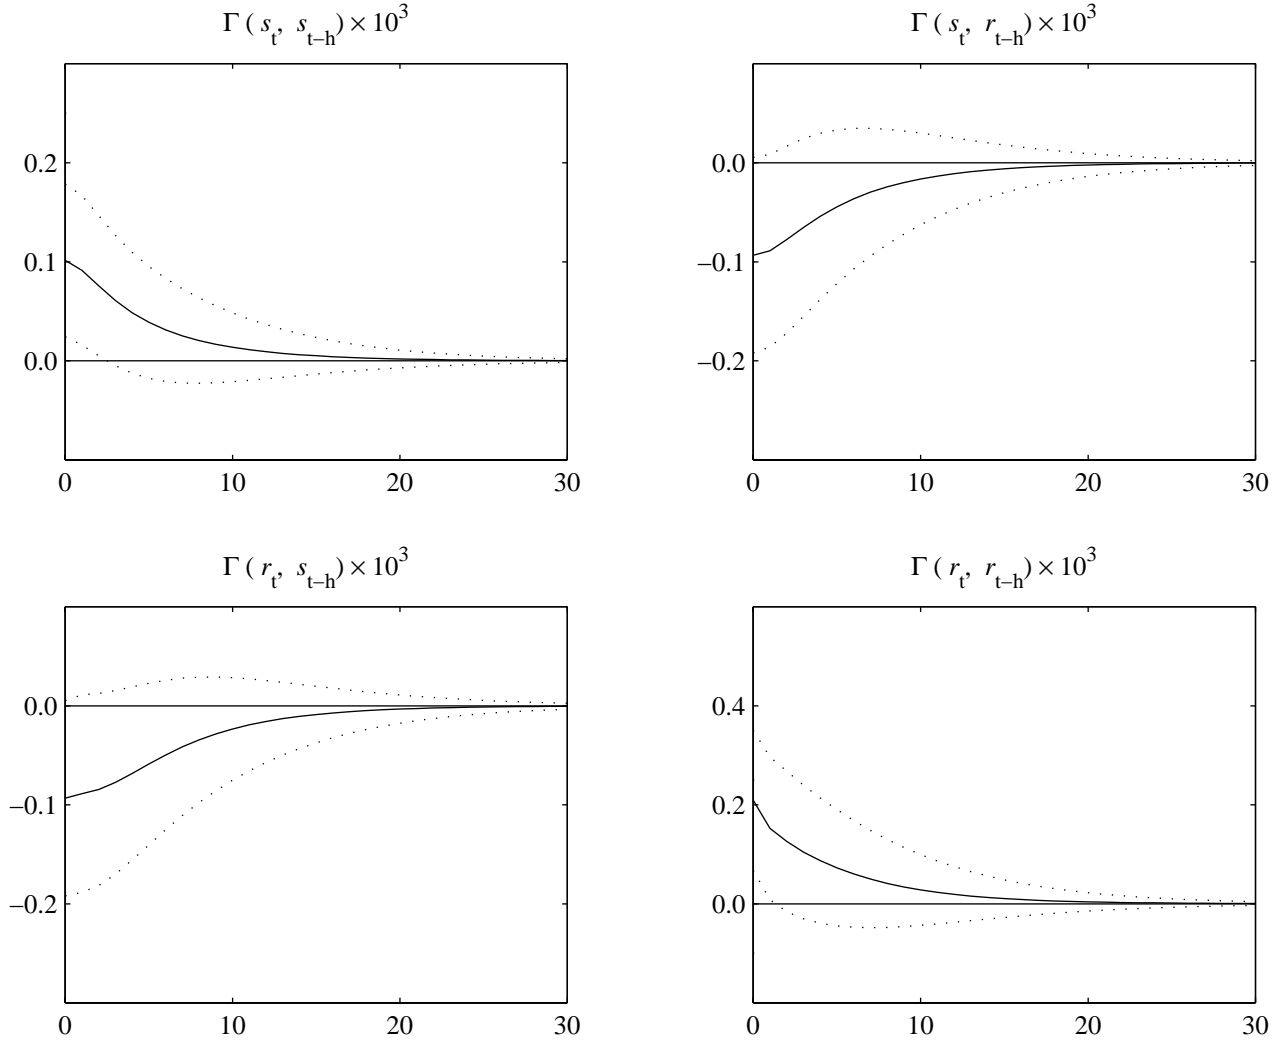 Γ ( s_t, s_t–h) × 10^3
0.2
0.1
0.0
0 10 20 30
Γ ( s_t, r_t–h) × 10^3
0.0
–0.1
–0.2
0 10 20 30
Γ ( r_t, s_t–h) × 10^3
0.0
–0.1
–0.2
0 10 20 30
Γ ( r_t, r_t–h) × 10^3
0.4
0.2
0.0
0 10 20 30